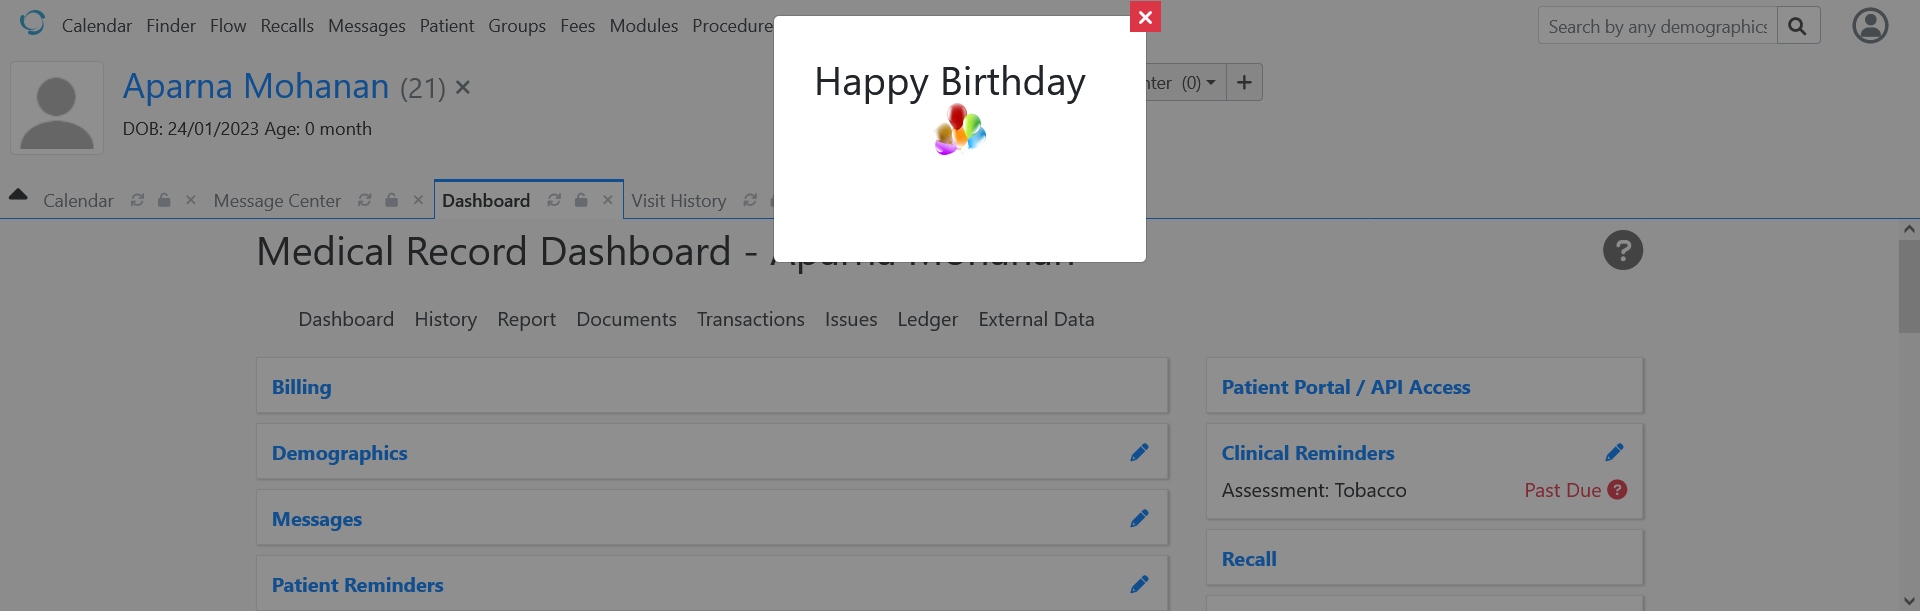 Calendar Finder Flow Recalls Messages Patient Groups Fees Modules Procedure
Search by any demographics
Aparna Mohanan (21)
DOB: 24/01/2023 Age: 0 month
(0)
Happy Birthday
Calendar Message Center Dashboard Visit History
Medical Record Dashboard - Aparna Mohanan
Dashboard History Report Documents Transactions Issues Ledger External Data
Billing
Demographics
Messages
Patient Reminders
Patient Portal / API Access
Clinical Reminders
Assessment: Tobacco Past Due
Recall